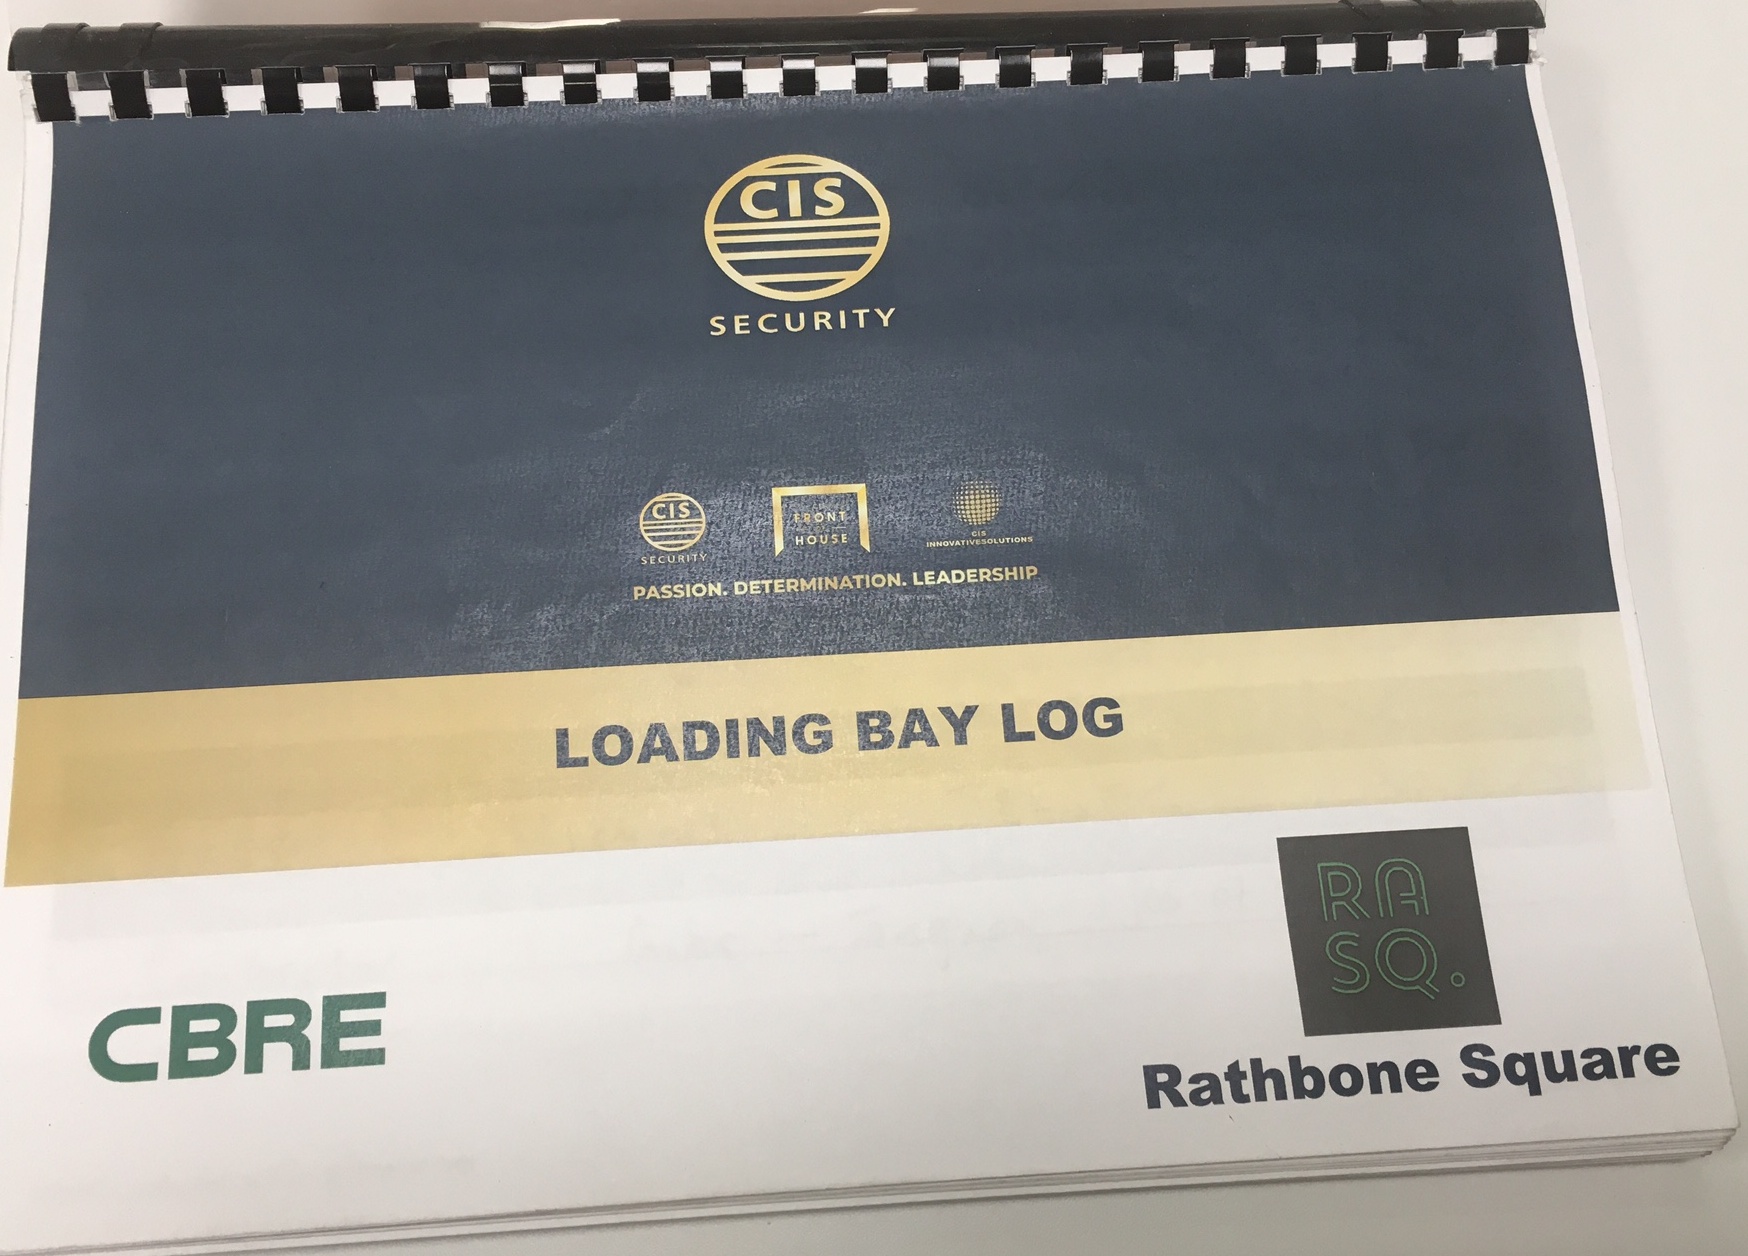 CIS
SECURITY
CIS
SECURITY
FRONT
HOUSE
CIS
INNOVATIVESOLUTIONS
PASSION. DETERMINATION. LEADERSHIP
LOADING BAY LOG
CBRE
RA
SQ.
Rathbone Square